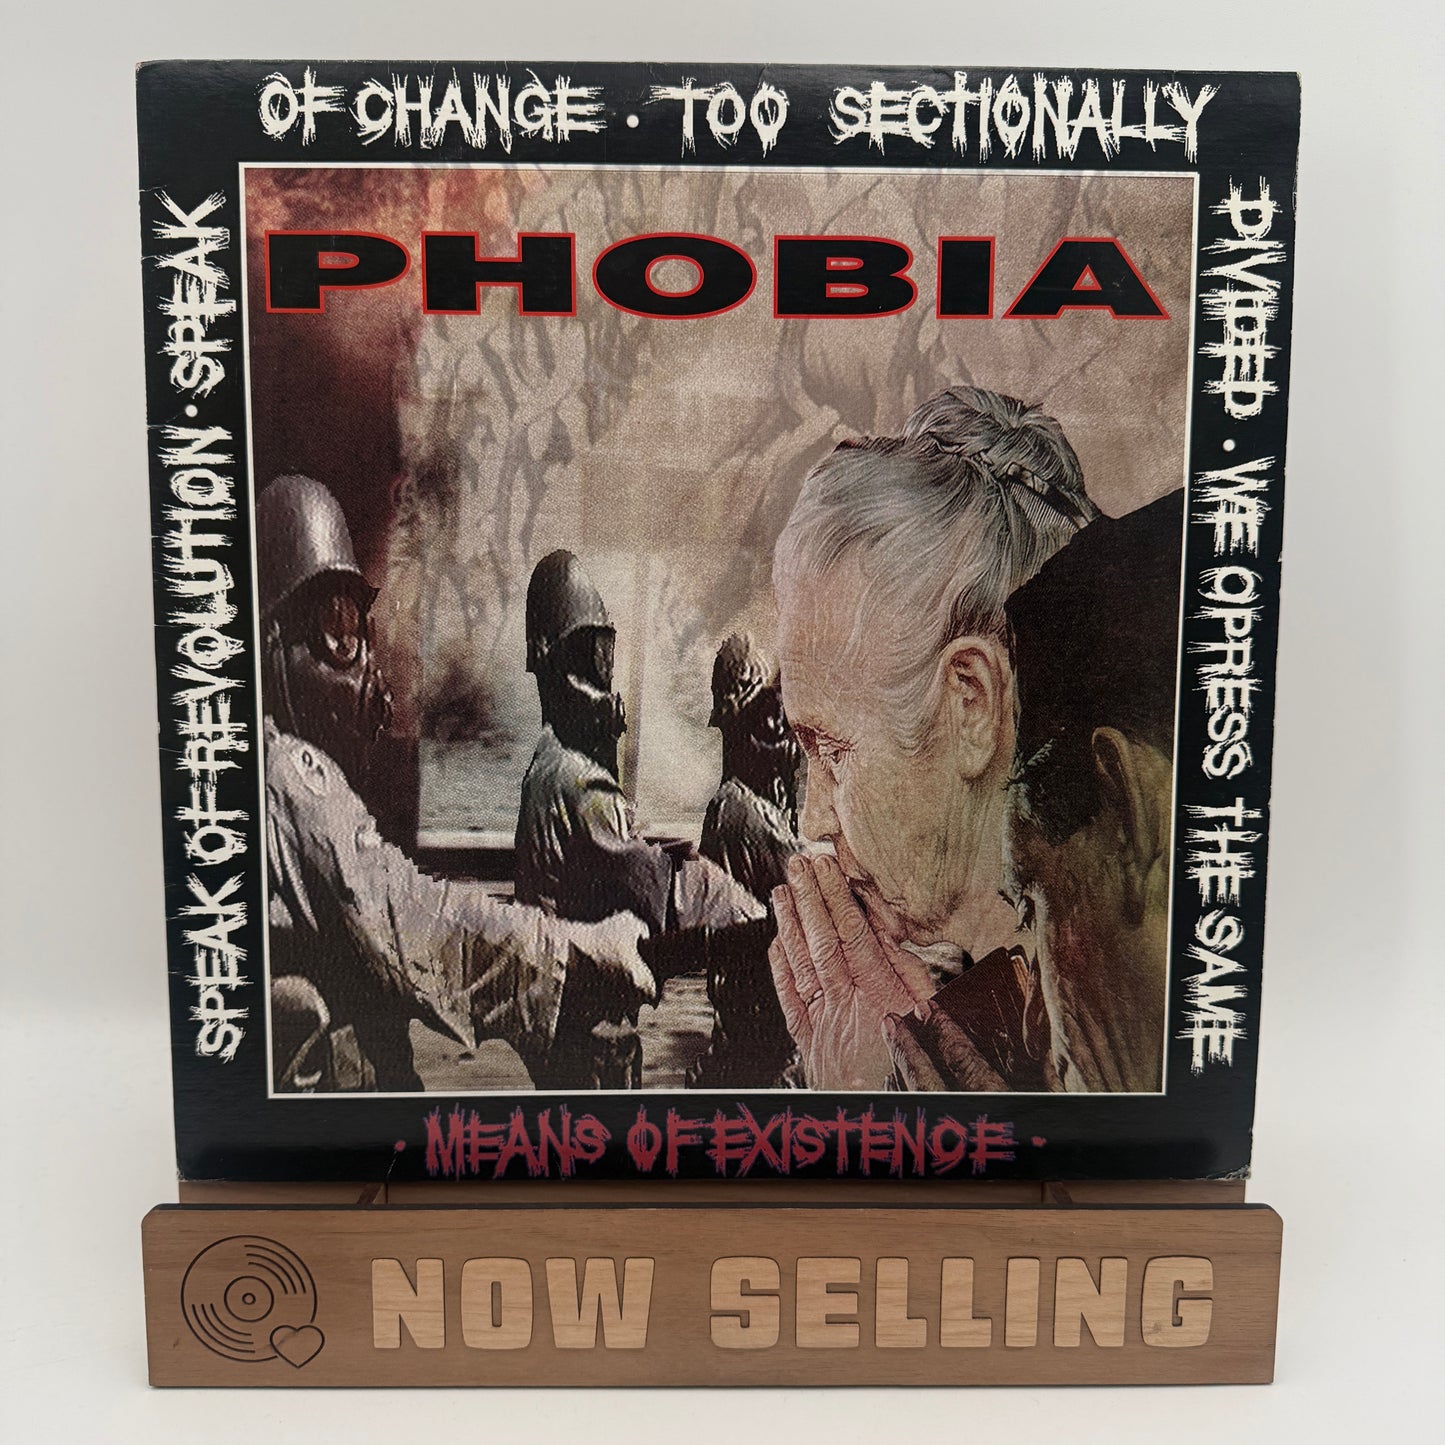 SPEAK OF REVOLUTION · SPEAK
OF CHANGE · TOO SECTIONALLY
DIVIDED · WE OPPRESS THE SAME
PHOBIA
· MEANS OF EXISTENCE ·
NOW SELLING